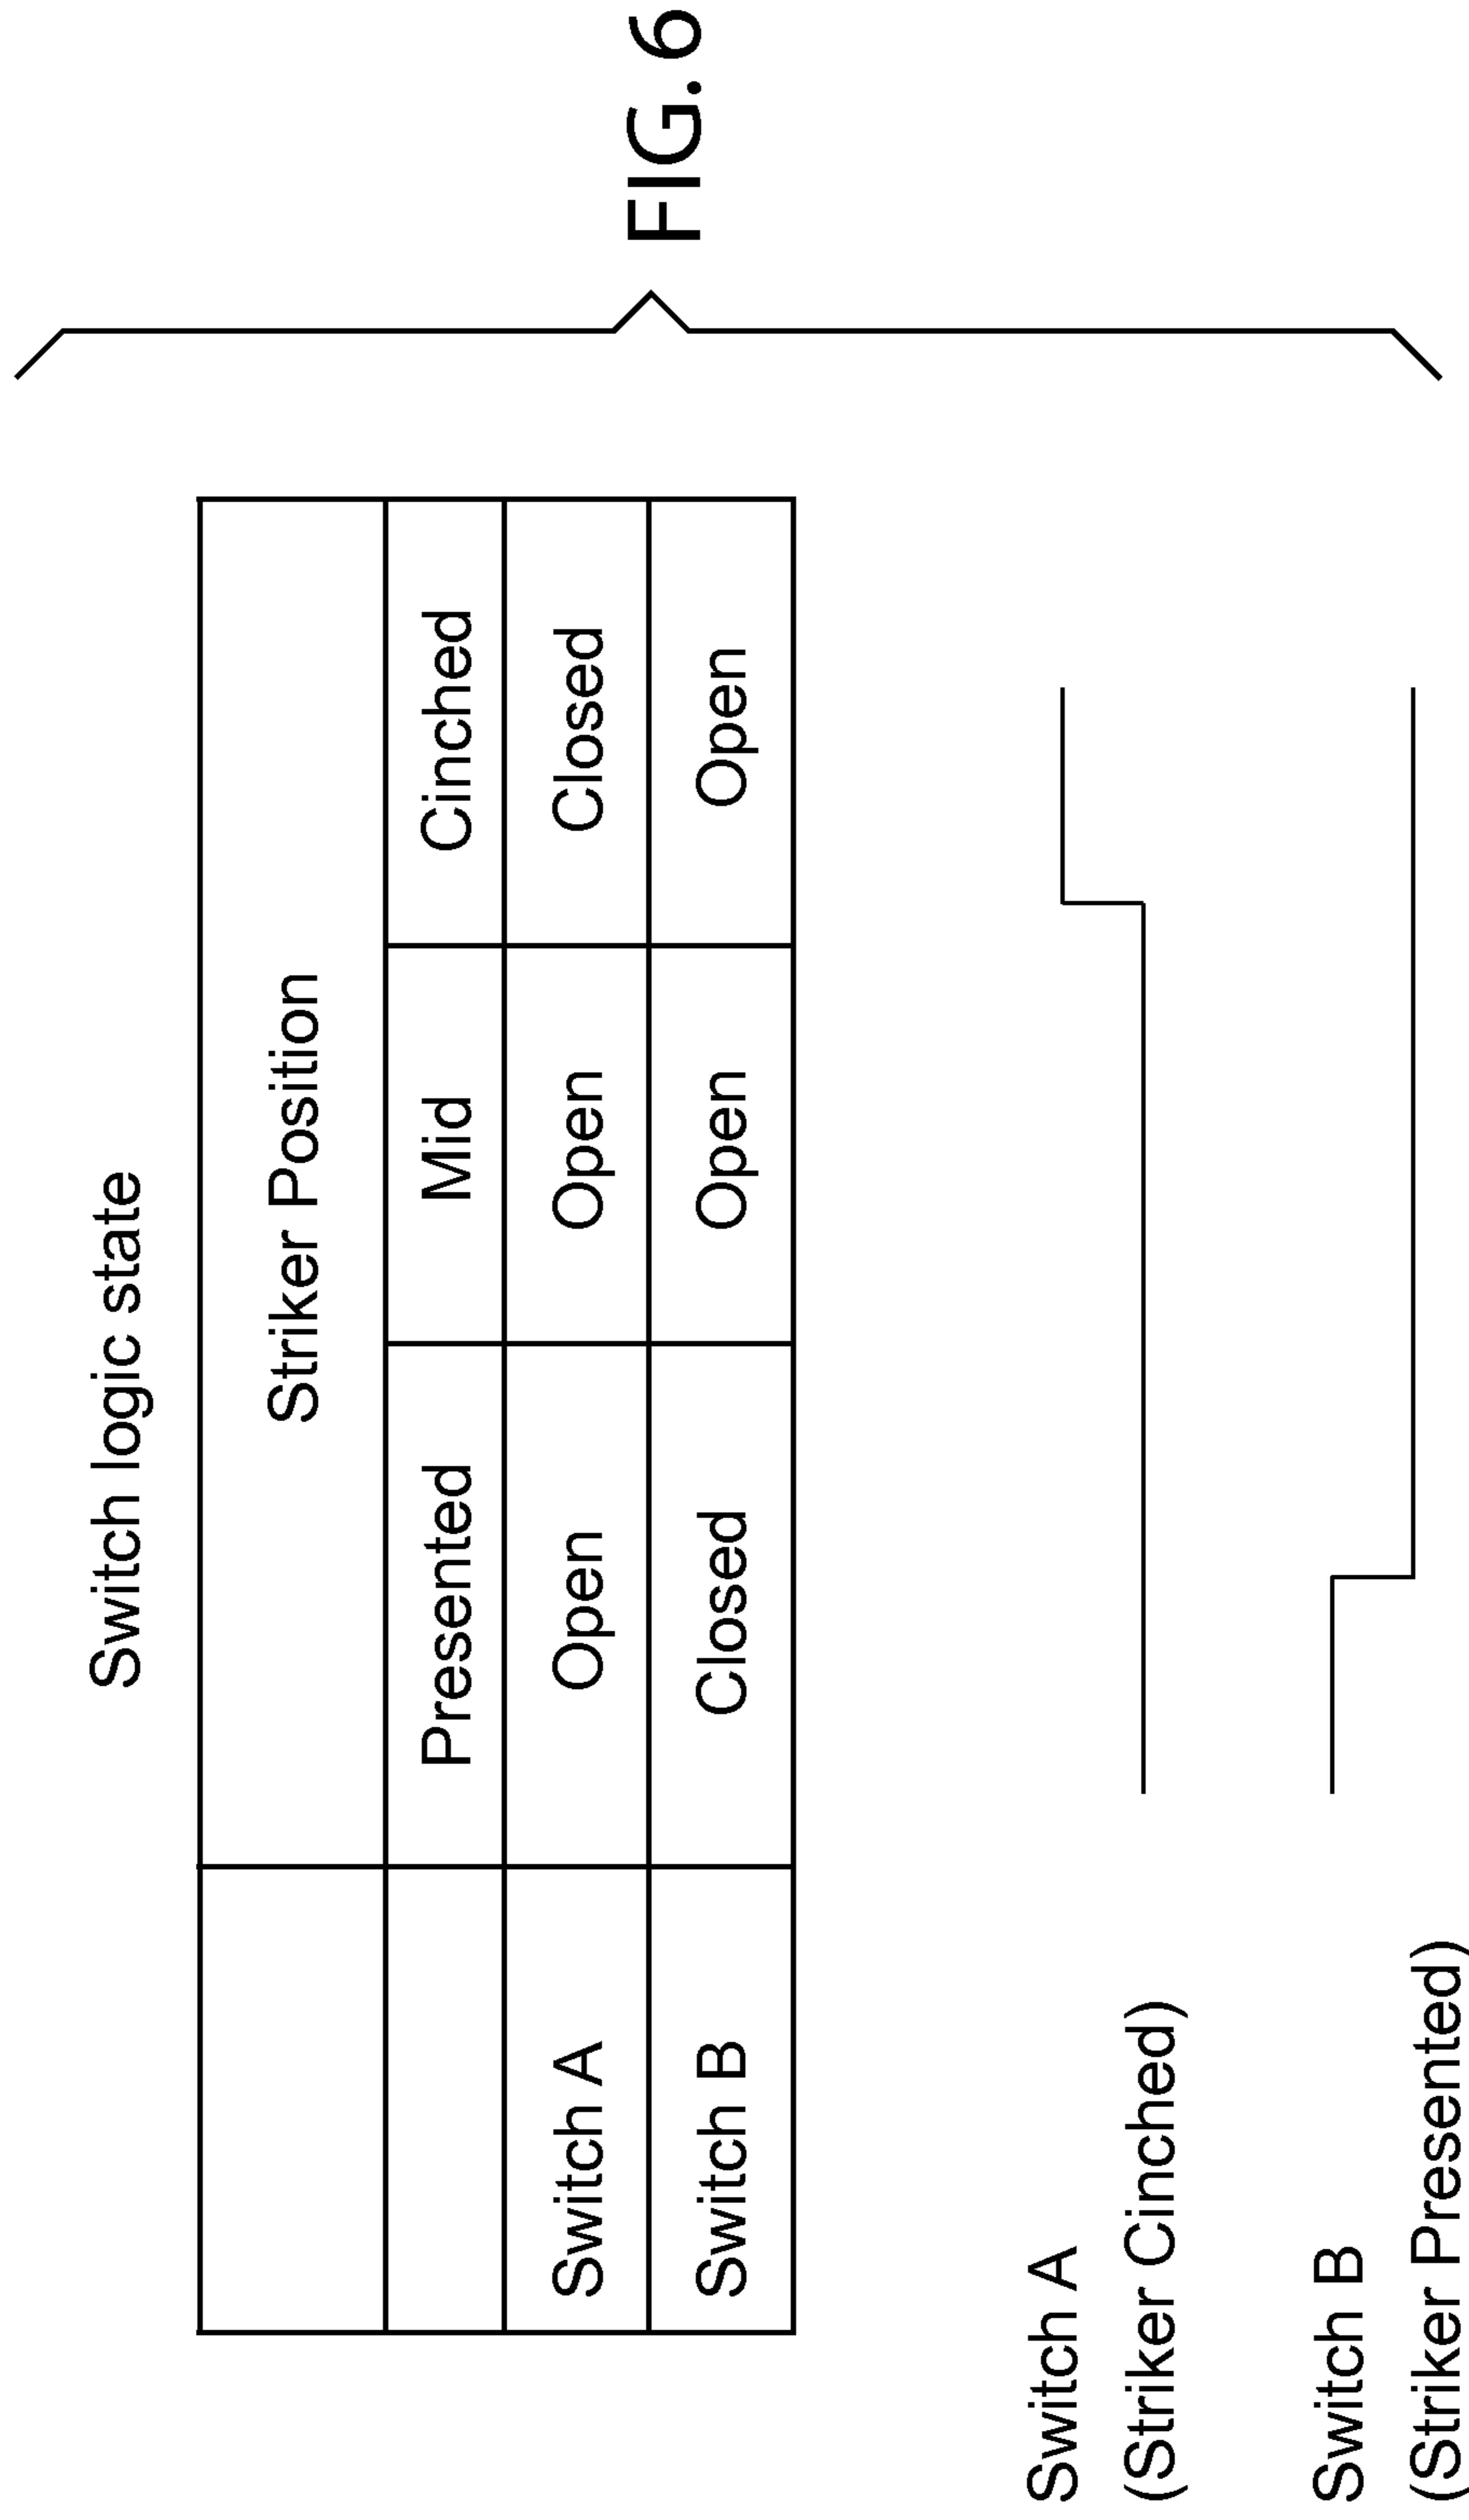 Switch logic state
Striker Position
Presented Mid Cinched
Switch A Open Open Closed
Switch B Closed Open Open
Switch A
(Striker Cinched)
Switch B
(Striker Presented)
FIG. 6